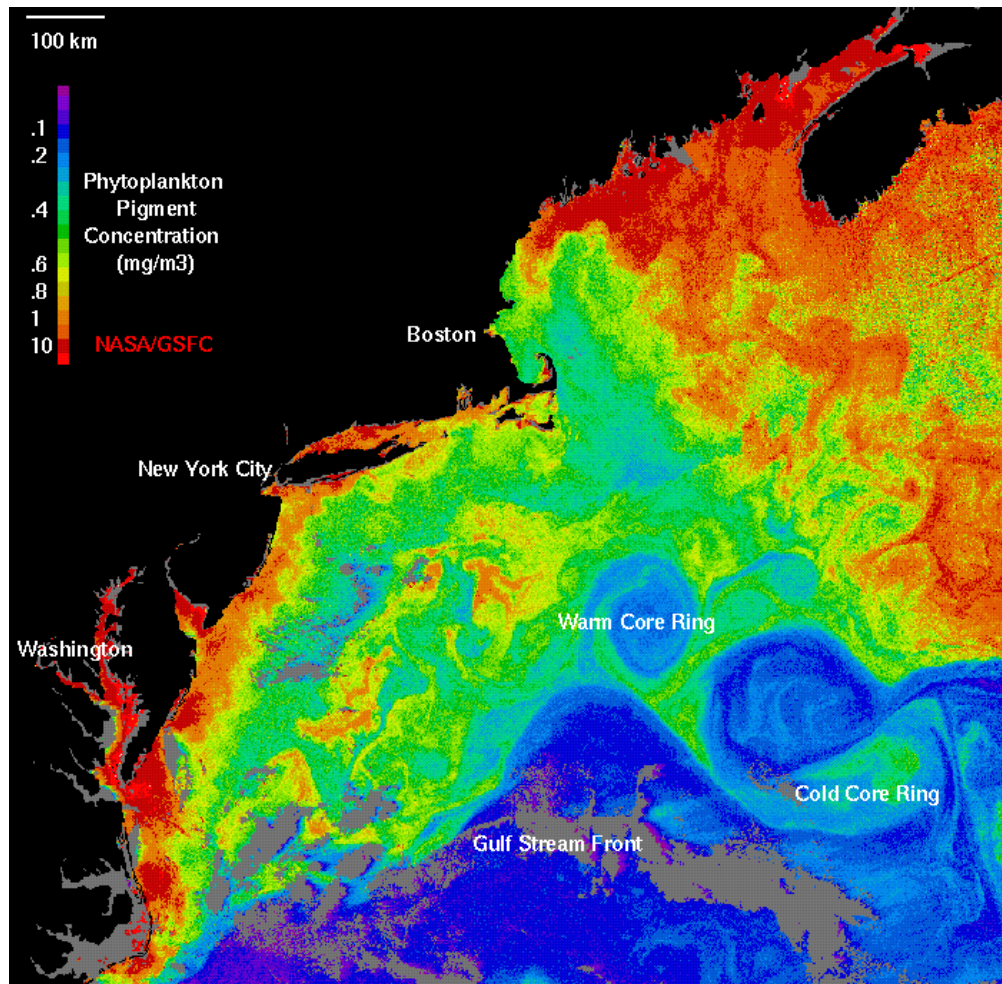 100 km
.1
.2
.4
.6
.8
1
10
Phytoplankton
Pigment
Concentration
(mg/m3)
NASA/GSFC
Boston
New York City
Washington
Warm Core Ring
Cold Core Ring
Gulf Stream Front